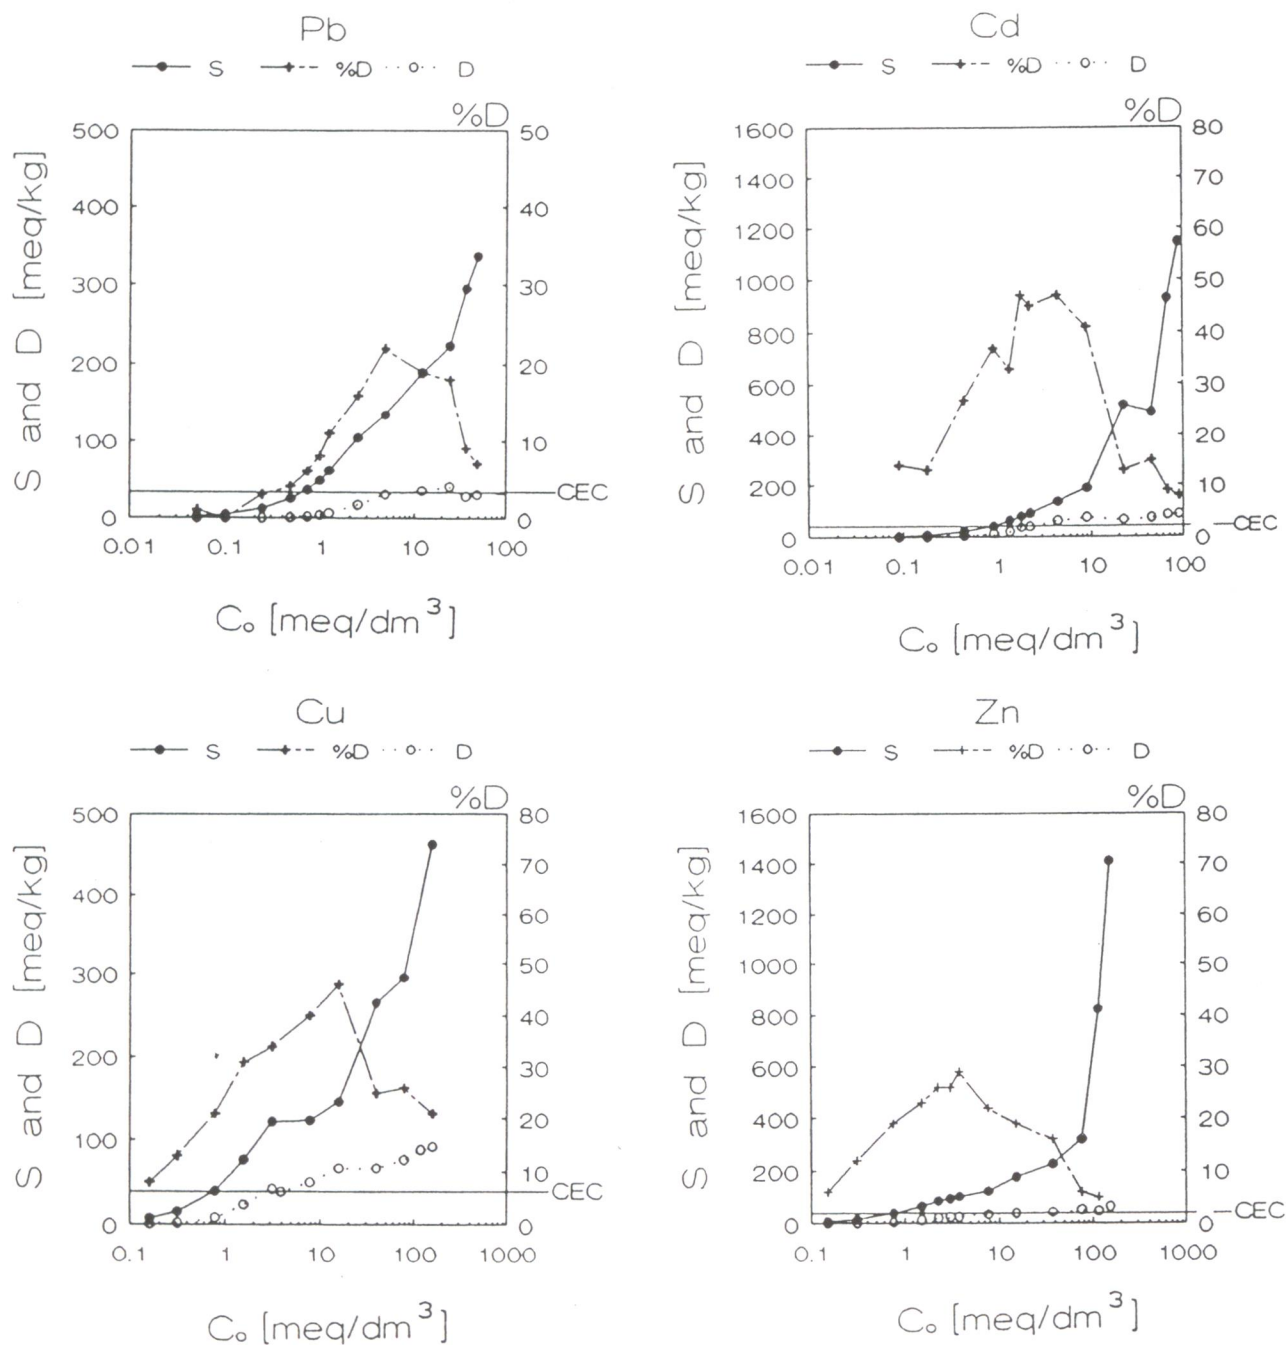 Pb
S %D D
%D
500 50
400 40
300 30
200 20
100 10
CEC
0 0
0.01 0.1 1 10 100
S and D [meq/kg]
C₀ [meq/dm³]
Cd
S %D D
%D
1600 80
1400 70
1200 60
1000 50
800 40
600 30
400 20
200 10
CEC
0 0
0.01 0.1 1 10 100
S and D [meq/kg]
C₀ [meq/dm³]
Cu
S %D D
%D
500 80
70
400 60
50
300 40
200 30
20
100 10
CEC
0 0
0.1 1 10 100 1000
S and D [meq/kg]
C₀ [meq/dm³]
Zn
S %D D
%D
1600 80
1400 70
1200 60
1000 50
800 40
600 30
400 20
200 10
CEC
0 0
0.1 1 10 100 1000
S and D [meq/kg]
C₀ [meq/dm³]